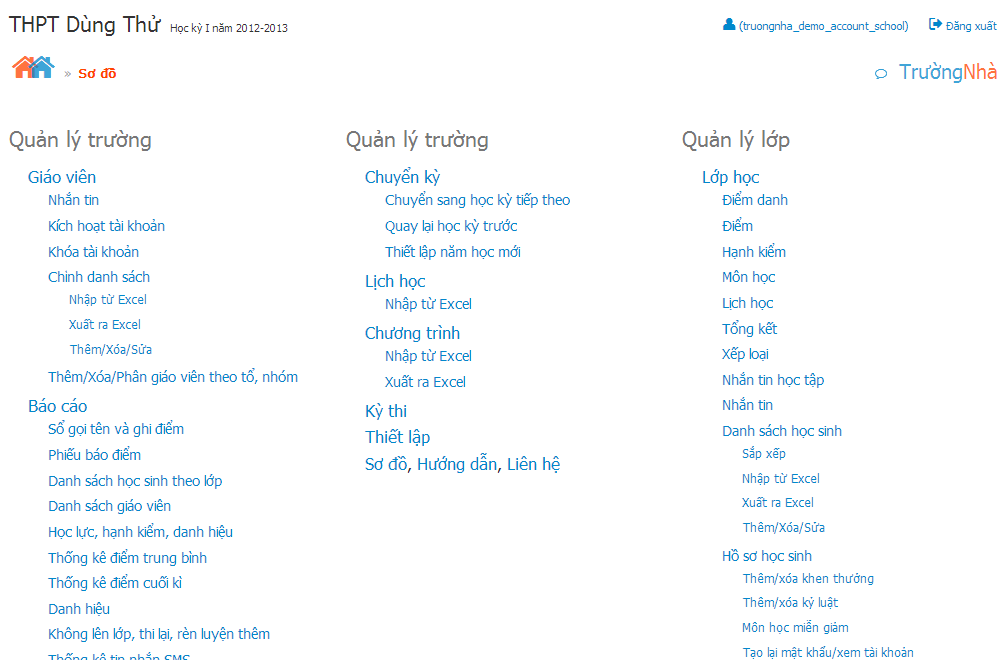 THPT Dùng Thử Học kỳ I năm 2012-2013
(truongnha_demo_account_school) Đăng xuất
» Sơ đồ
TrườngNhà
Quản lý trường
Giáo viên
Nhắn tin
Kích hoạt tài khoản
Khóa tài khoản
Chỉnh danh sách
Nhập từ Excel
Xuất ra Excel
Thêm/Xóa/Sửa
Thêm/Xóa/Phân giáo viên theo tổ, nhóm
Báo cáo
Sổ gọi tên và ghi điểm
Phiếu báo điểm
Danh sách học sinh theo lớp
Danh sách giáo viên
Học lực, hạnh kiểm, danh hiệu
Thống kê điểm trung bình
Thống kê điểm cuối kì
Danh hiệu
Không lên lớp, thi lại, rèn luyện thêm
Thống kê tin nhắn SMS
Quản lý trường
Chuyển kỳ
Chuyển sang học kỳ tiếp theo
Quay lại học kỳ trước
Thiết lập năm học mới
Lịch học
Nhập từ Excel
Chương trình
Nhập từ Excel
Xuất ra Excel
Kỳ thi
Thiết lập
Sơ đồ, Hướng dẫn, Liên hệ
Quản lý lớp
Lớp học
Điểm danh
Điểm
Hạnh kiểm
Môn học
Lịch học
Tổng kết
Xếp loại
Nhắn tin học tập
Nhắn tin
Danh sách học sinh
Sắp xếp
Nhập từ Excel
Xuất ra Excel
Thêm/Xóa/Sửa
Hồ sơ học sinh
Thêm/xóa khen thưởng
Thêm/xóa kỷ luật
Môn học miễn giảm
Tạo lại mật khẩu/xem tài khoản